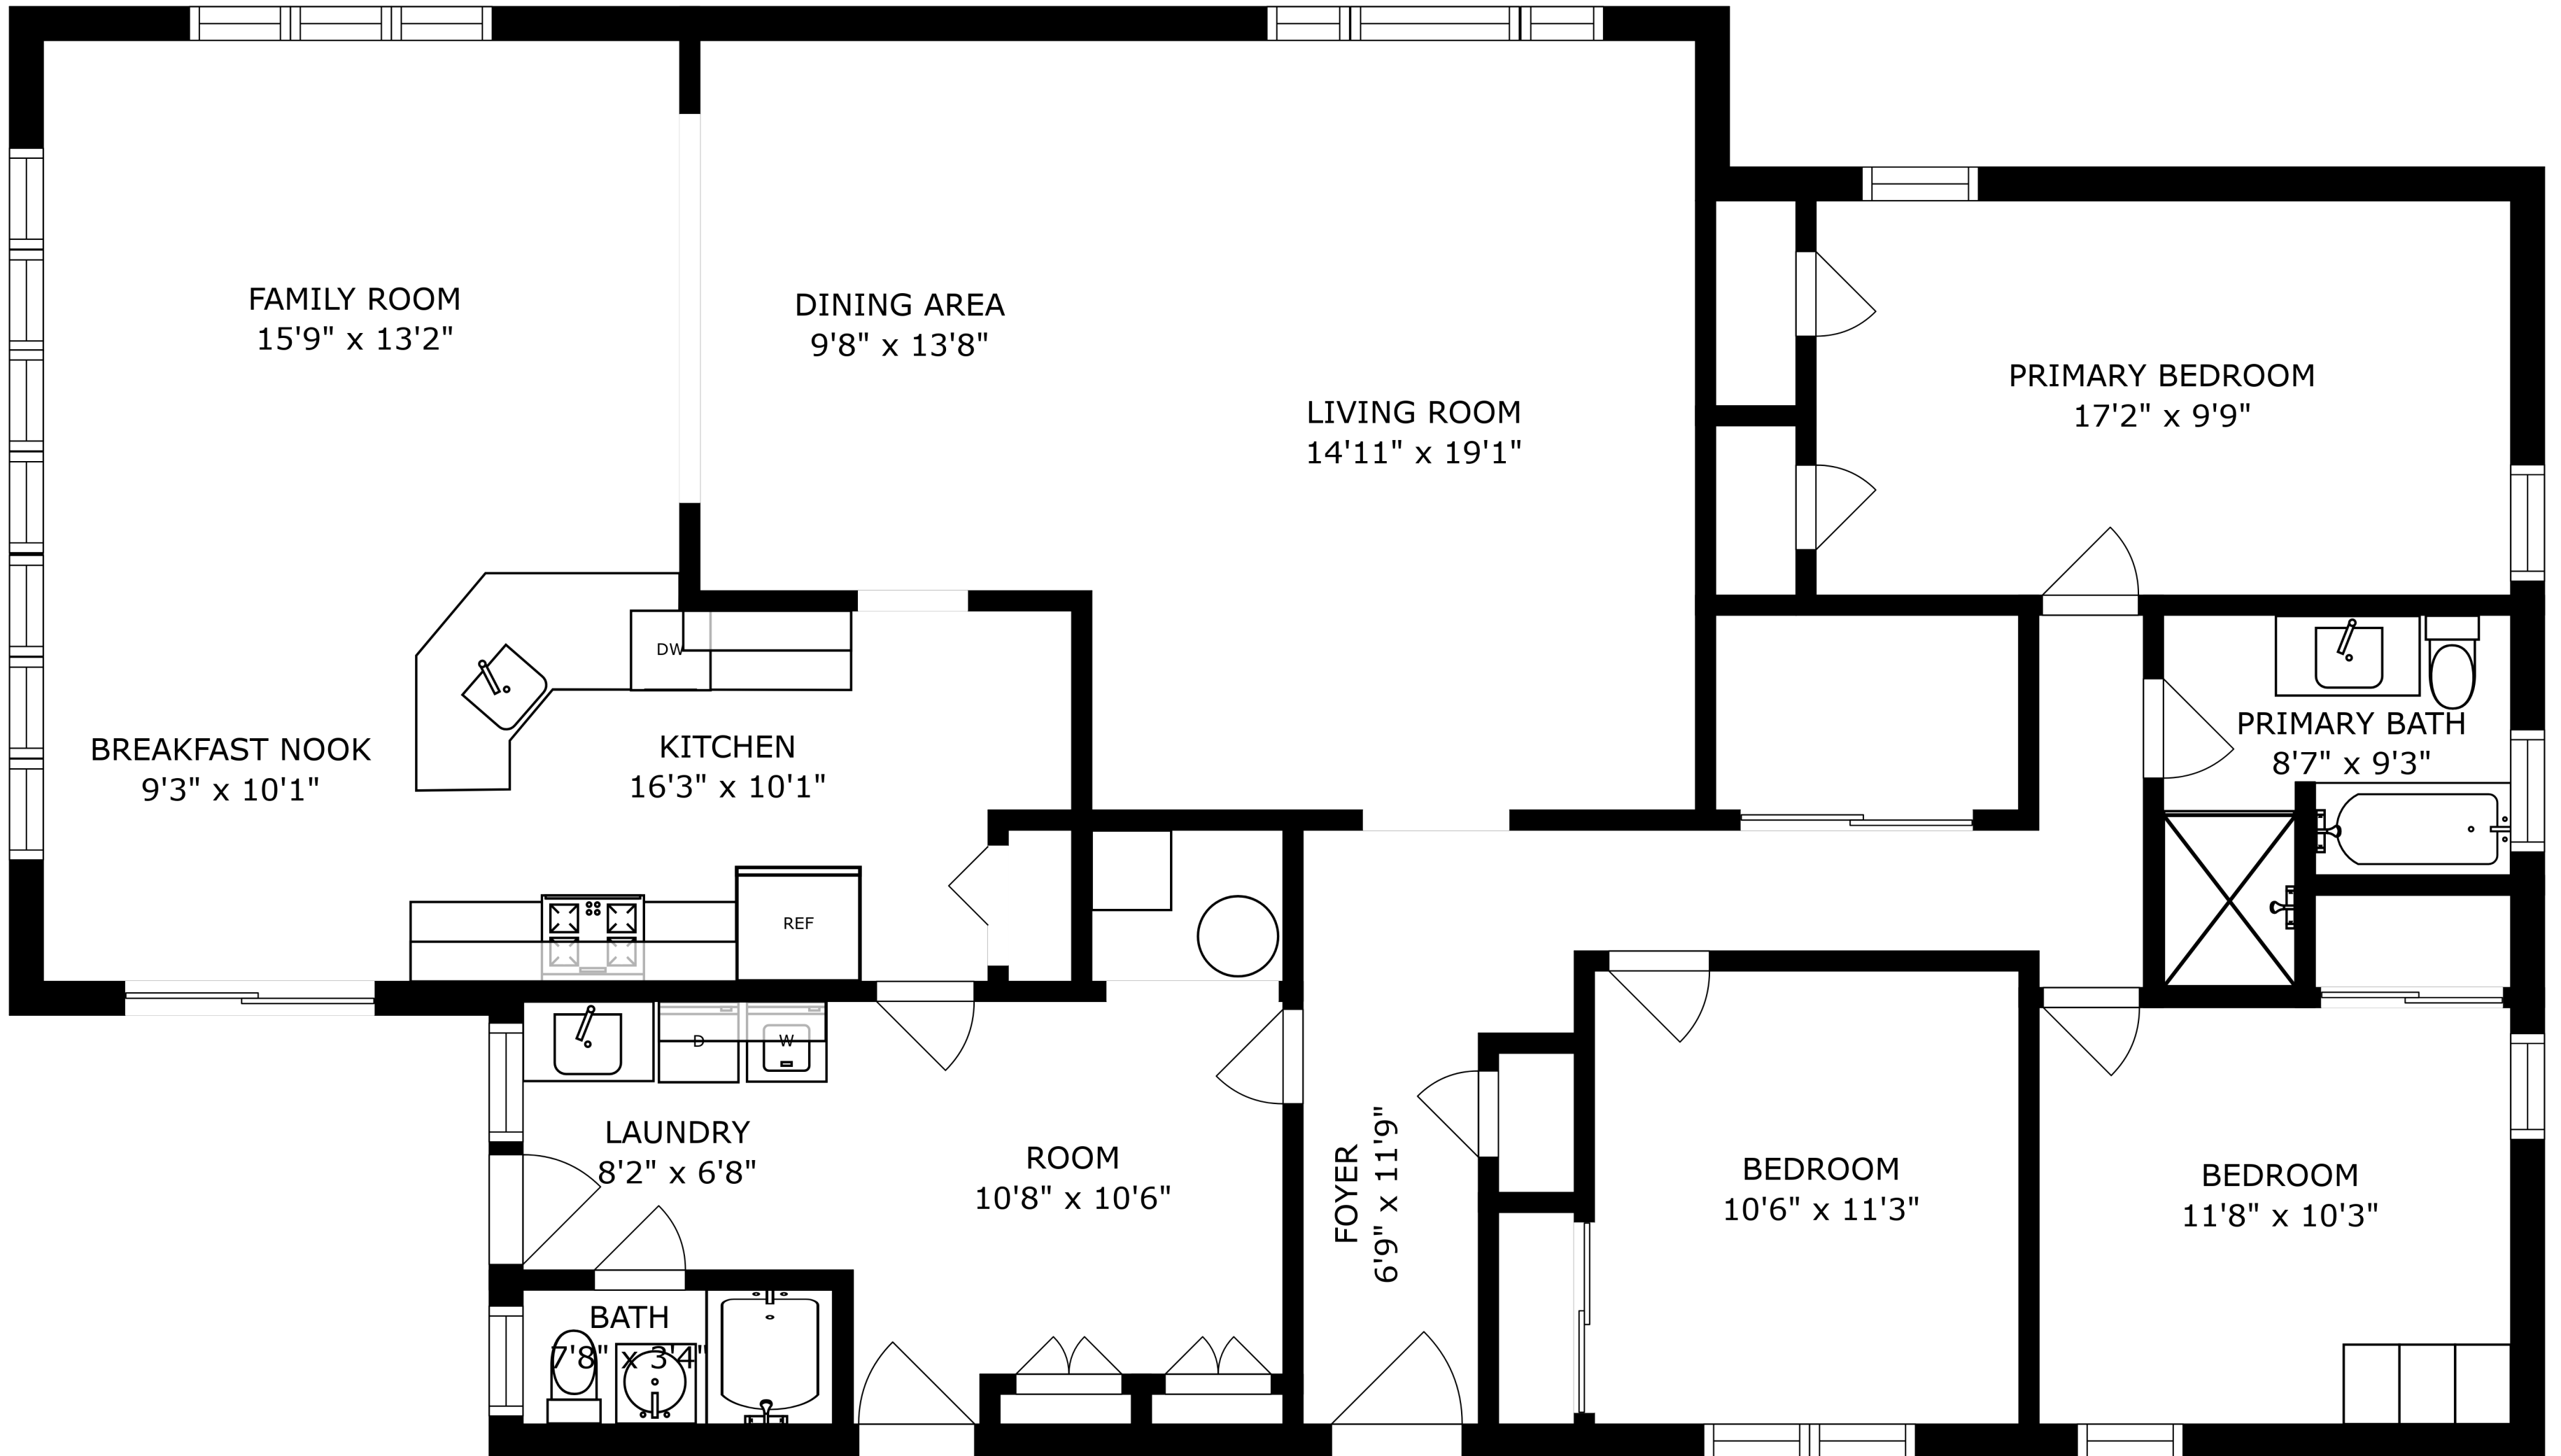 FAMILY ROOM
15'9" x 13'2"
DINING AREA
9'8" x 13'8"
LIVING ROOM
14'11" x 19'1"
PRIMARY BEDROOM
17'2" x 9'9"
BREAKFAST NOOK
9'3" x 10'1"
DW
KITCHEN
16'3" x 10'1"
REF
PRIMARY BATH
8'7" x 9'3"
D
W
LAUNDRY
8'2" x 6'8"
ROOM
10'8" x 10'6"
FOYER
6'9" x 11'9"
BEDROOM
10'6" x 11'3"
BEDROOM
11'8" x 10'3"
BATH
7'8" x 3'4"